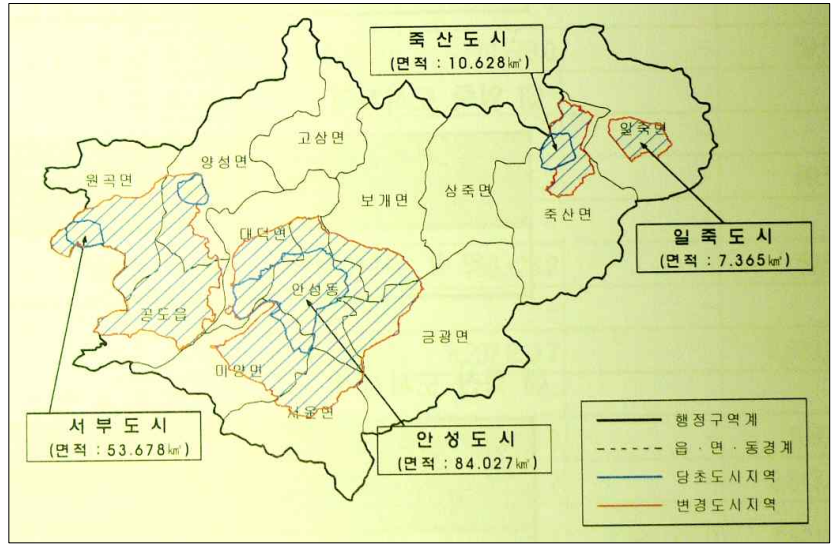 죽 산 도 시
(면적 : 10.628㎢)
고삼면
일죽면
양성면
원곡면
보개면
상죽면
죽산면
대덕면
일 죽 도 시
(면적 : 7.365㎢)
안성동
공도읍
금광면
미양면
서운면
서 부 도 시
(면적 : 53.678㎢)
안 성 도 시
(면적 : 84.027㎢)
행정구역계
읍 · 면 · 동경계
당초도시지역
변경도시지역